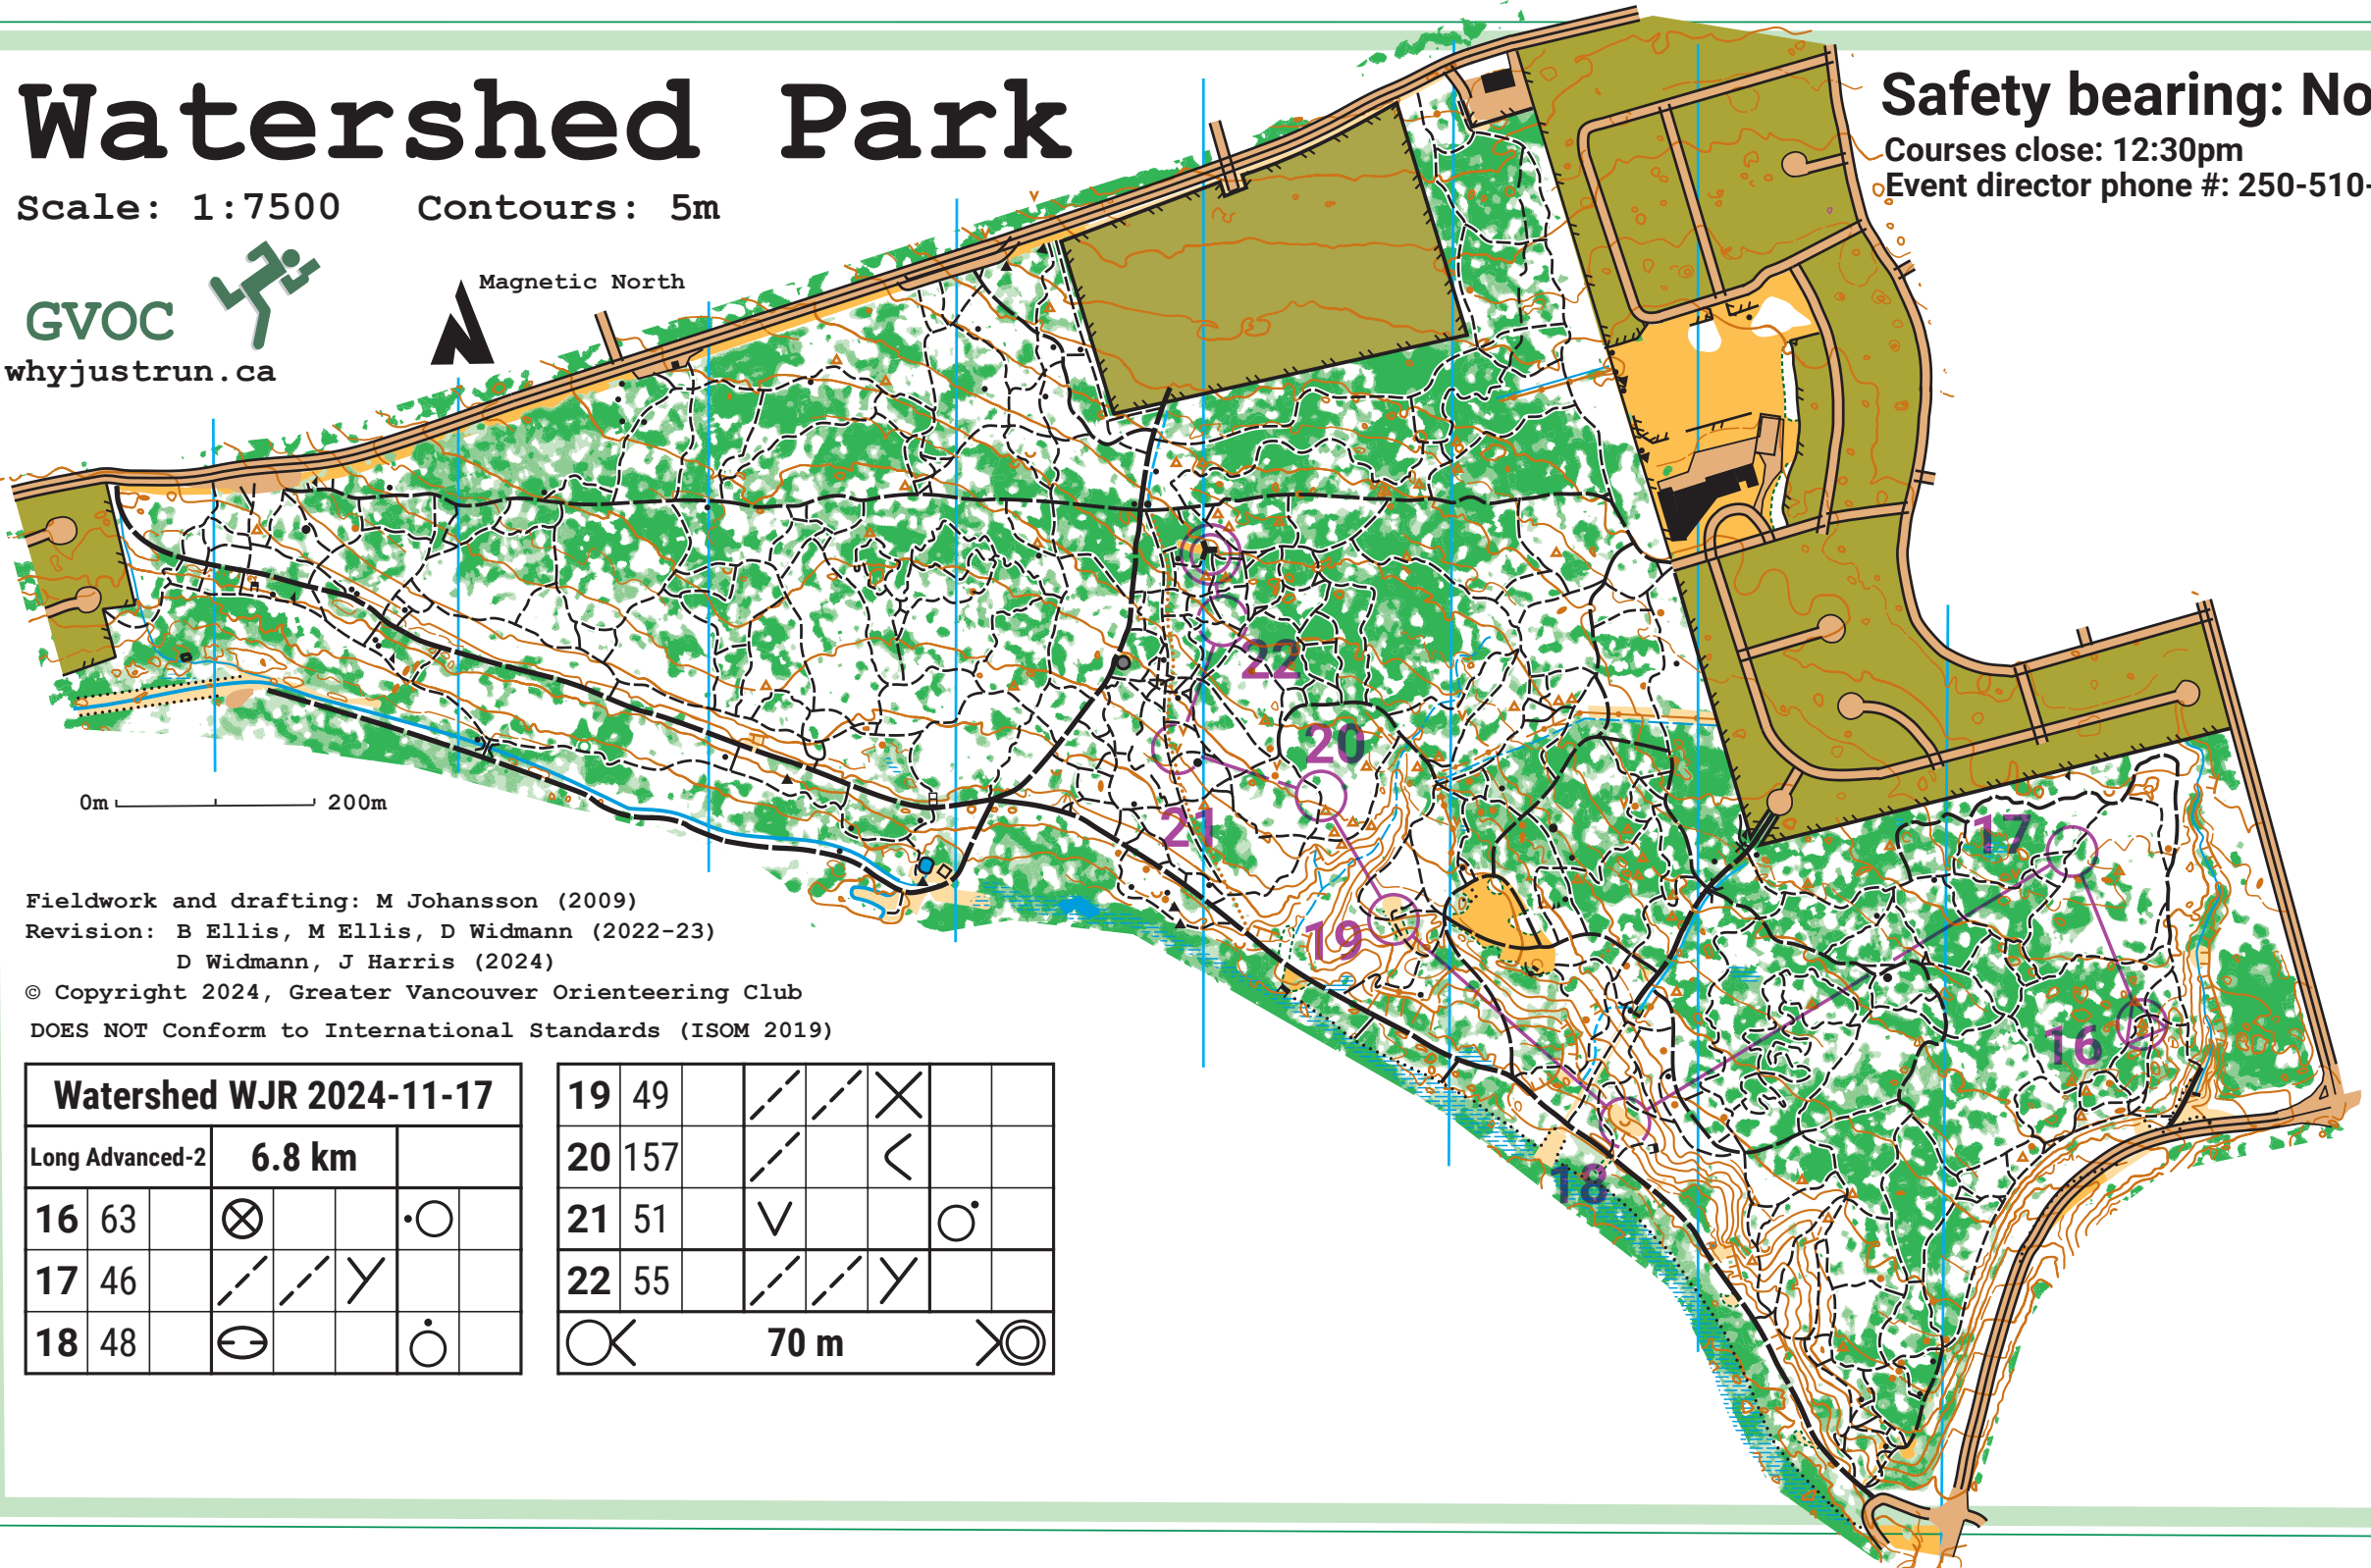 Watershed Park
Safety bearing: No
Courses close: 12:30pm
Event director phone #: 250-510-
Scale: 1:7500 Contours: 5m
Magnetic North
GVOC
whyjustrun.ca
22
20
21
17
19
16
18
0m 200m
Fieldwork and drafting: M Johansson (2009)
Revision: B Ellis, M Ellis, D Widmann (2022-23)
D Widmann, J Harris (2024)
© Copyright 2024, Greater Vancouver Orienteering Club
DOES NOT Conform to International Standards (ISOM 2019)
Watershed WJR 2024-11-17
Long Advanced-2 6.8 km
16 63
17 46
18 48
19 49
20 157
21 51
22 55
70 m